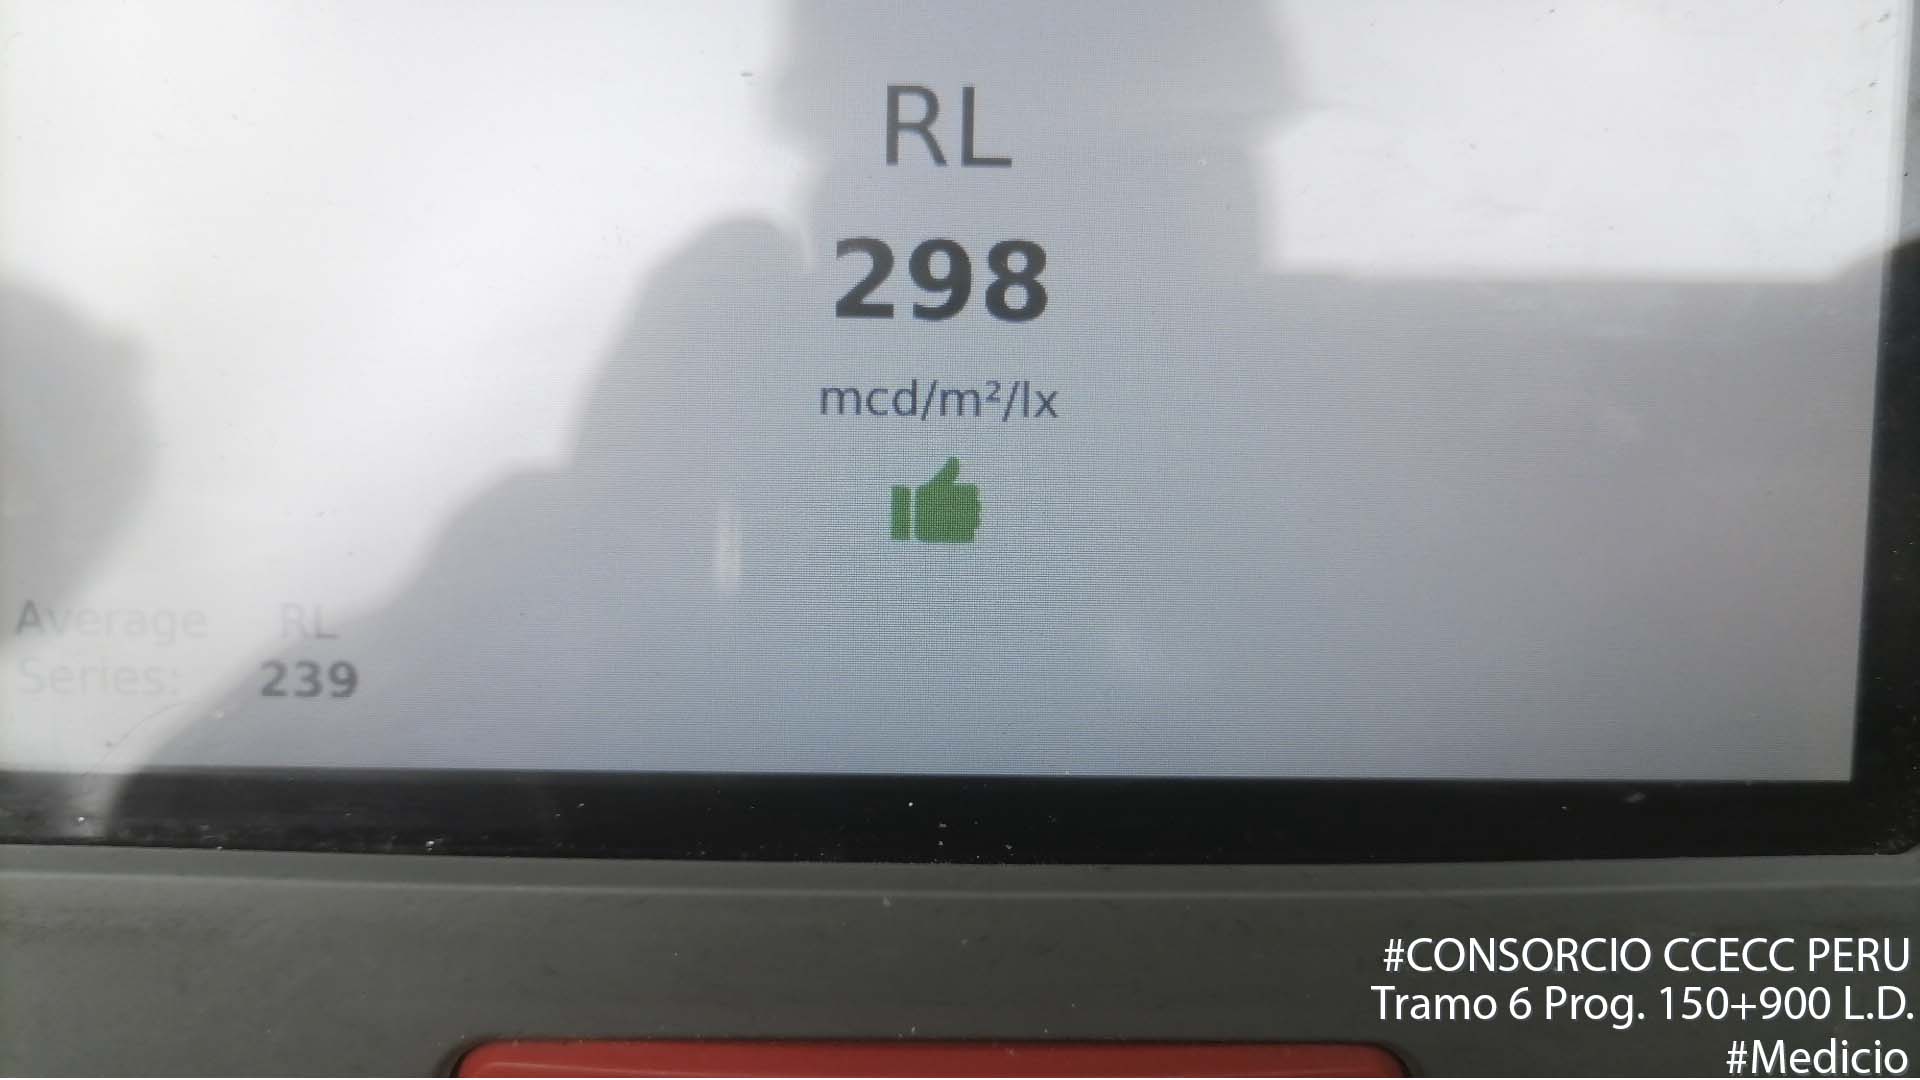 RL
298
mcd/m²/lx
Average RL
Series: 239
#CONSORCIO CCECC PERU
Tramo 6 Prog. 150+900 L.D.
#Medicio